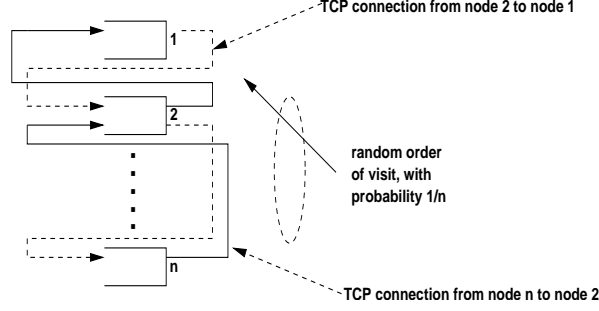 TCP connection from node 2 to node 1
1
2
random order
of visit, with
probability 1/n
n
TCP connection from node n to node 2